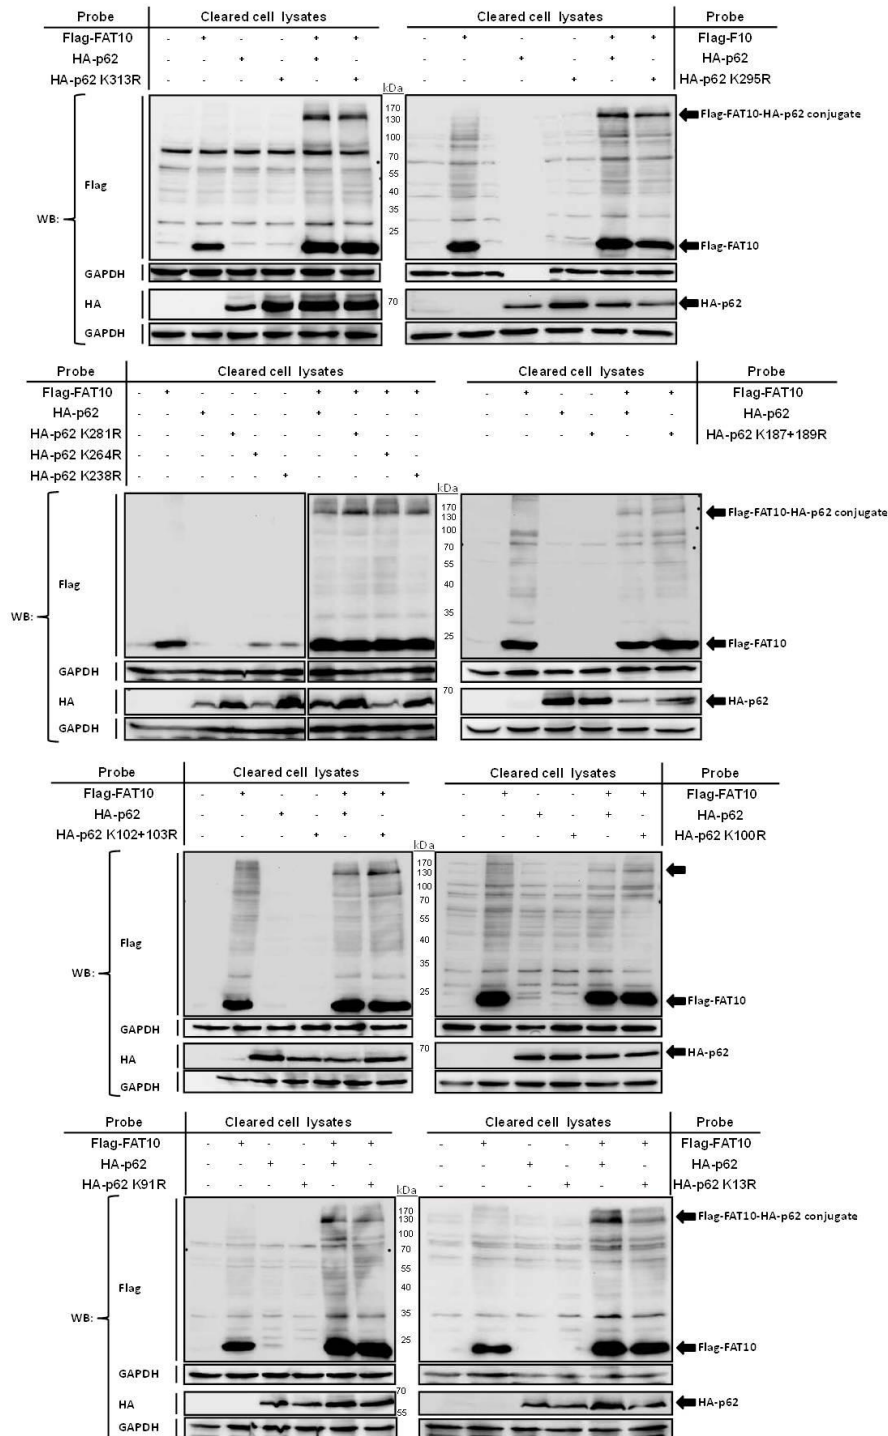 Probe Cleared cell lysates Cleared cell lysates Probe
Flag-FAT10 - + - - + + - + - - + + Flag-F10
HA-p62 - - + - + - - - + - + - HA-p62
HA-p62 K313R - - - + - + - - - + - + HA-p62 K295R
kDa
170
130
100
70
55
40
35
25
Flag
WB:
Flag-FAT10-HA-p62 conjugate
Flag-FAT10
GAPDH
HA 70 HA-p62
GAPDH
Probe Cleared cell lysates Cleared cell lysates Probe
Flag-FAT10 - + - - - - + + + + - + - - + + Flag-FAT10
HA-p62 - - + - - - + - - - - - + - + - HA-p62
HA-p62 K281R - - - + - - - + - - - - - + - + HA-p62 K187+189R
HA-p62 K264R - - - - + - - - + -
HA-p62 K238R - - - - - + - - - +
kDa
170
130
100
70
55
40
35
25
Flag
WB:
Flag-FAT10-HA-p62 conjugate
Flag-FAT10
GAPDH
HA 70 HA-p62
GAPDH
Probe Cleared cell lysates Cleared cell lysates Probe
Flag-FAT10 - + - - + + - + - - + + Flag-FAT10
HA-p62 - - + - + - - - + - + - HA-p62
HA-p62 K102+103R - - - + - + - - - + - + HA-p62 K100R
kDa
170
130
100
70
55
40
35
25
Flag
WB:
Flag-FAT10
GAPDH
HA 70 HA-p62
GAPDH
Probe Cleared cell lysates Cleared cell lysates Probe
Flag-FAT10 - + - - + + - + - - + + Flag-FAT10
HA-p62 - - + - + - - - + - + - HA-p62
HA-p62 K91R - - - + - + - - - + - + HA-p62 K13R
kDa
170
130
100
70
55
40
35
25
Flag
WB:
Flag-FAT10-HA-p62 conjugate
Flag-FAT10
GAPDH
70
HA HA-p62
55
GAPDH